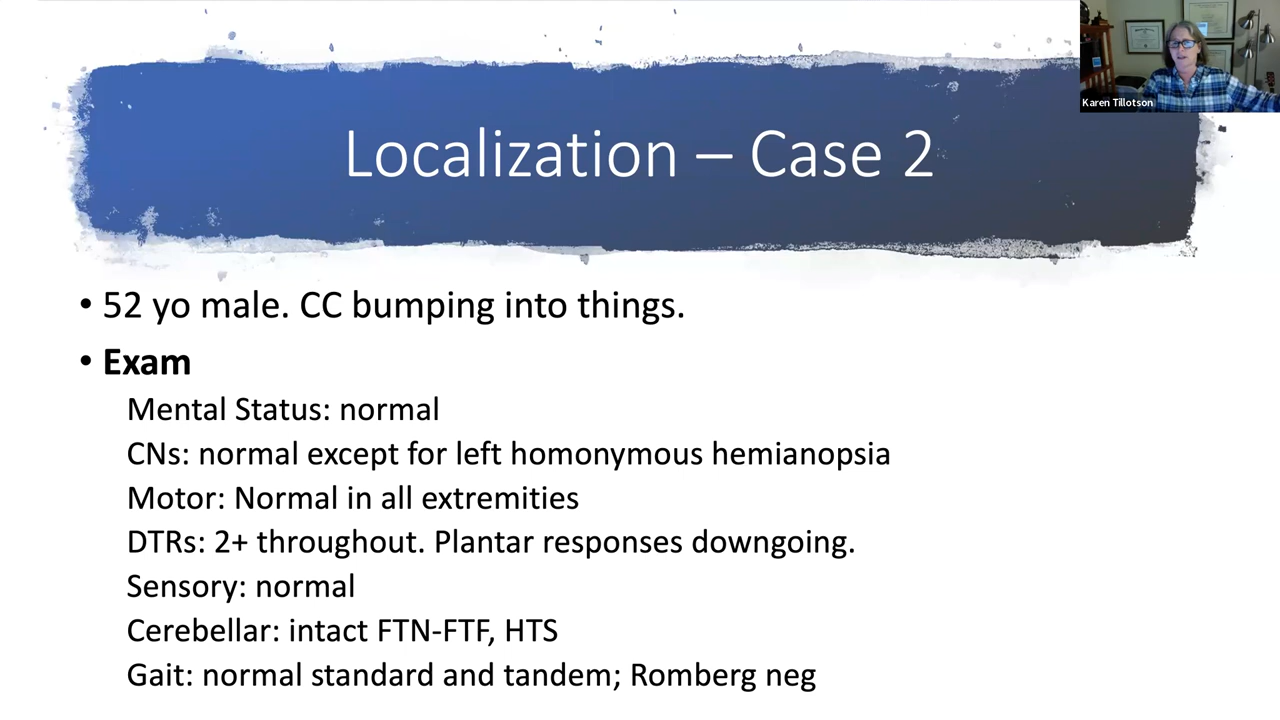 Karen Tillotson
Localization – Case 2
• 52 yo male. CC bumping into things.
• Exam
Mental Status: normal
CNs: normal except for left homonymous hemianopsia
Motor: Normal in all extremities
DTRs: 2+ throughout. Plantar responses downgoing.
Sensory: normal
Cerebellar: intact FTN-FTF, HTS
Gait: normal standard and tandem; Romberg neg